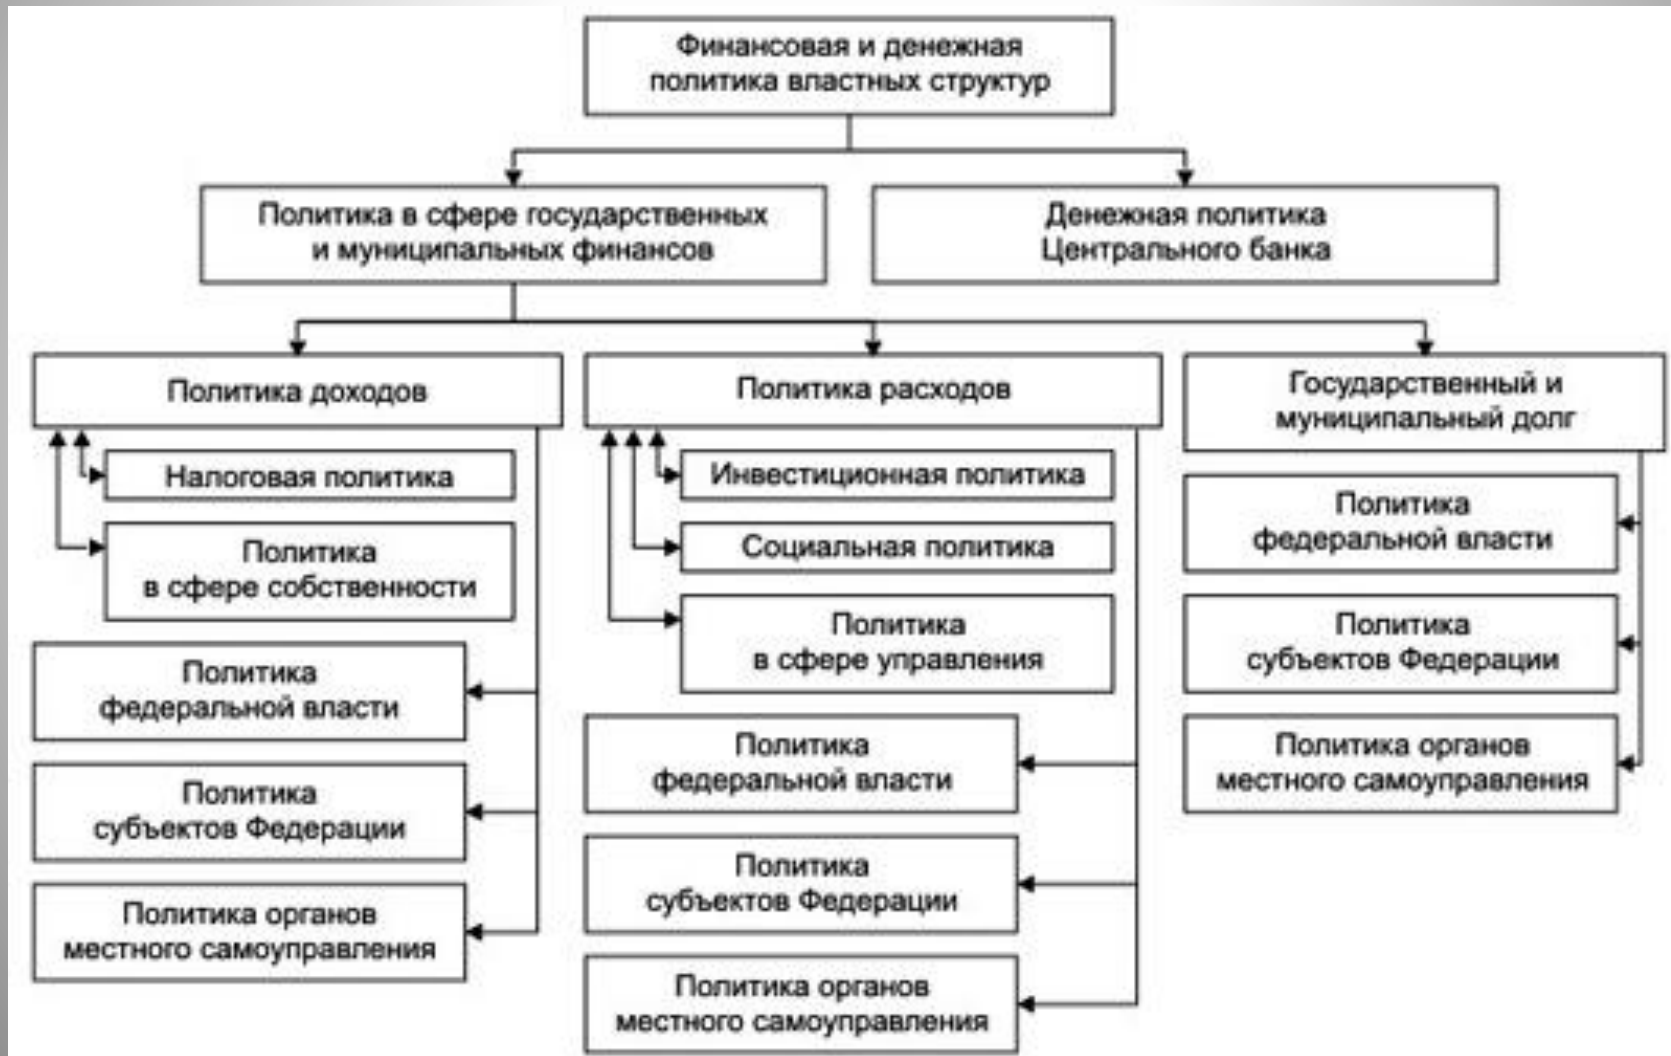 Финансовая и денежная
политика властных структур
Политика в сфере государственных
и муниципальных финансов
Денежная политика
Центрального банка
Политика доходов
Налоговая политика
Политика
в сфере собственности
Политика
федеральной власти
Политика
субъектов Федерации
Политика органов
местного самоуправления
Политика расходов
Инвестиционная политика
Социальная политика
Политика
в сфере управления
Политика
федеральной власти
Политика
субъектов Федерации
Политика органов
местного самоуправления
Государственный и
муниципальный долг
Политика
федеральной власти
Политика
субъектов Федерации
Политика органов
местного самоуправления